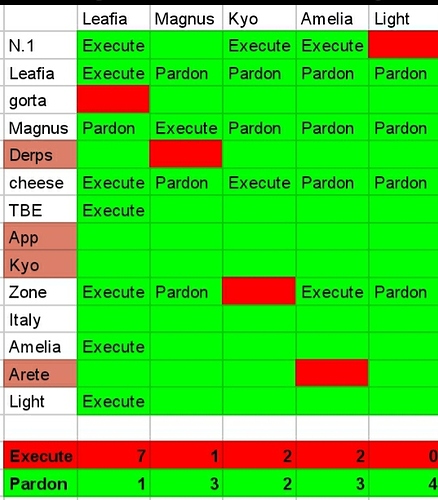 Leafia Magnus Kyo Amelia Light
N.1 Execute Execute Execute
Leafia Execute Pardon Pardon Pardon Pardon
gorta
Magnus Pardon Execute Pardon Pardon Pardon
Derps
cheese Execute Pardon Execute Pardon Pardon
TBE Execute
App
Kyo
Zone Execute Pardon Execute Pardon
Italy
Amelia Execute
Arete
Light Execute
Execute 7 1 2 2 0
Pardon 1 3 2 3 4